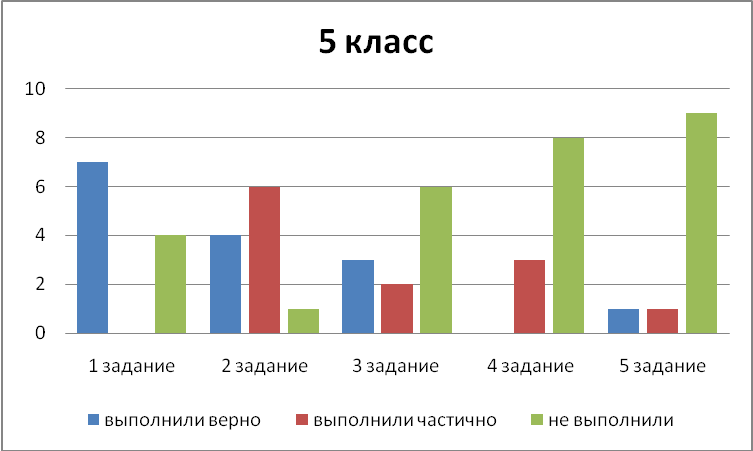 5 класс
10
8
6
4
2
0
1 задание 2 задание 3 задание 4 задание 5 задание
выполнили верно выполнили частично не выполнили